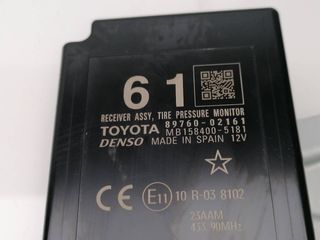 61
RECEIVER ASSY, TIRE PRESSURE MONITOR
TOYOTA 89760-02161
MB158400-5181
DENSO MADE IN SPAIN 12V
CE E11 10 R-03 8102
23AAM
433.90MHz